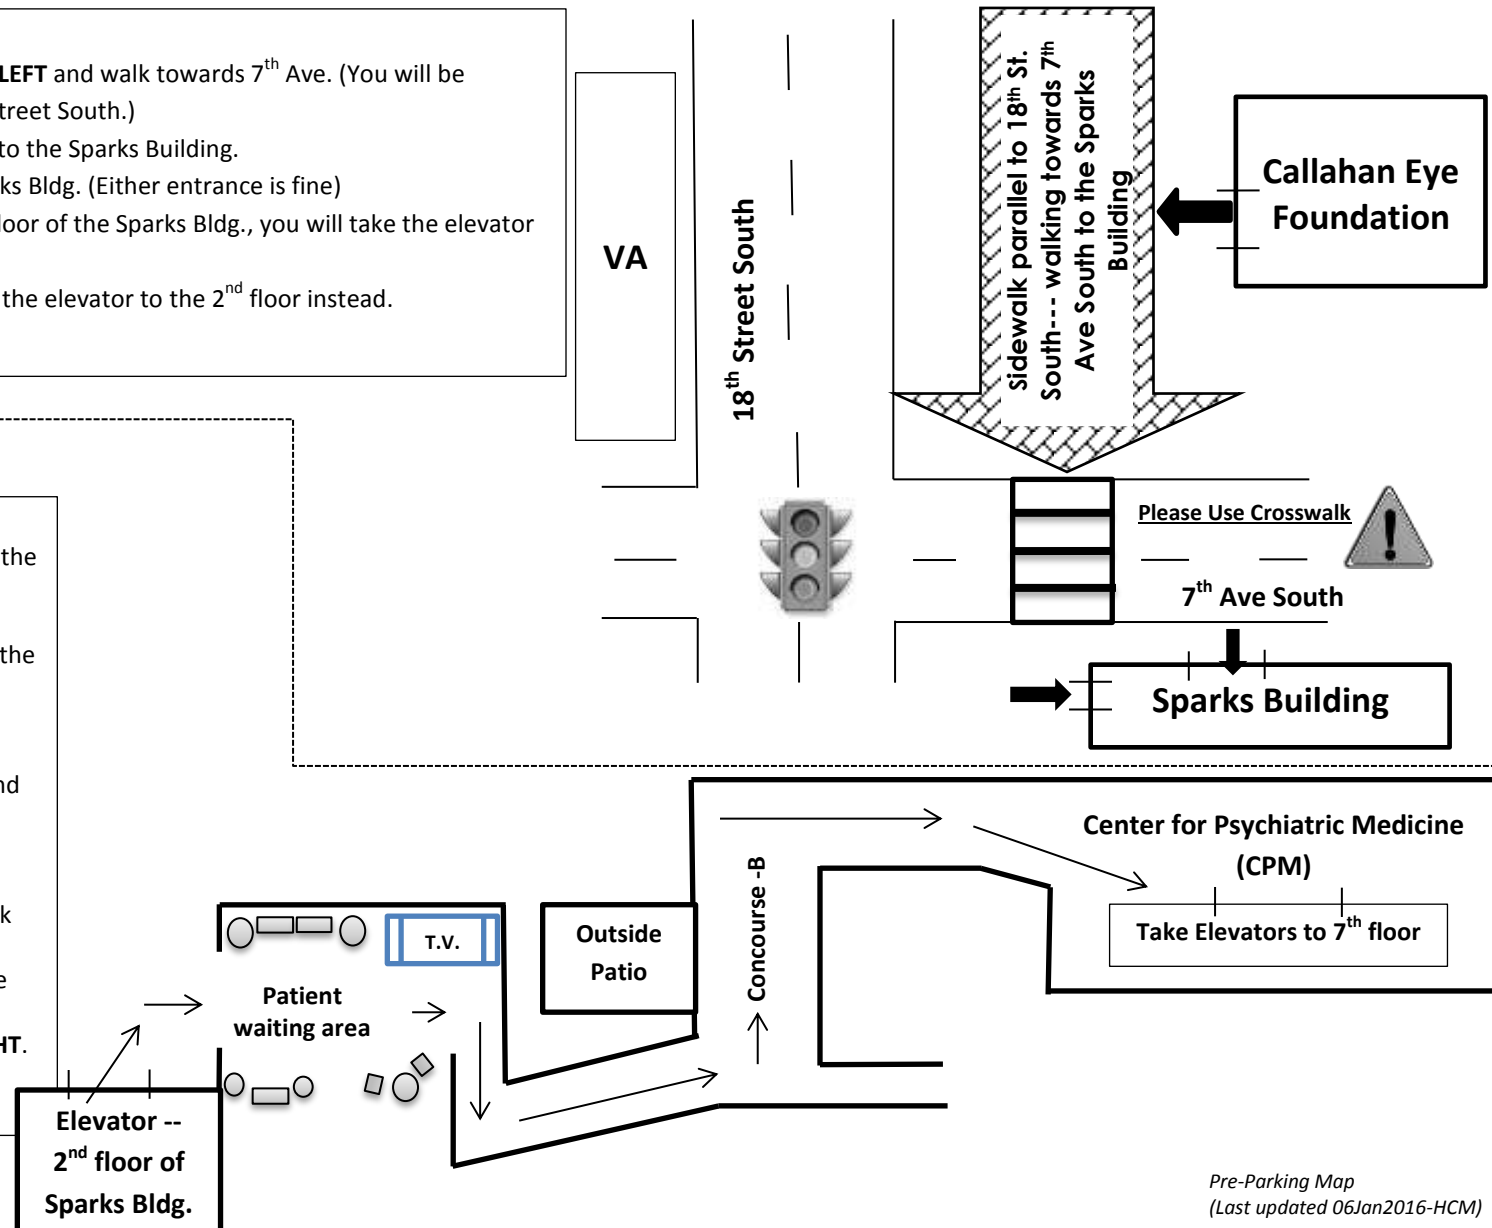 LEFT and walk towards 7th Ave. (You will be
treet South.)
to the Sparks Building.
ks Bldg. (Either entrance is fine)
loor of the Sparks Bldg., you will take the elevator
the elevator to the 2nd floor instead.
VA
18th Street South
Sidewalk parallel to 18th St.
South--- walking towards 7th
Ave South to the Sparks
Building
Callahan Eye
Foundation
Please Use Crosswalk
7th Ave South
Sparks Building
the
the
nd
k
e
HT.
Center for Psychiatric Medicine
(CPM)
Take Elevators to 7th floor
Concourse -B
Outside
Patio
T.V.
Patient
waiting area
Elevator --
2nd floor of
Sparks Bldg.
Pre-Parking Map
(Last updated 06Jan2016-HCM)